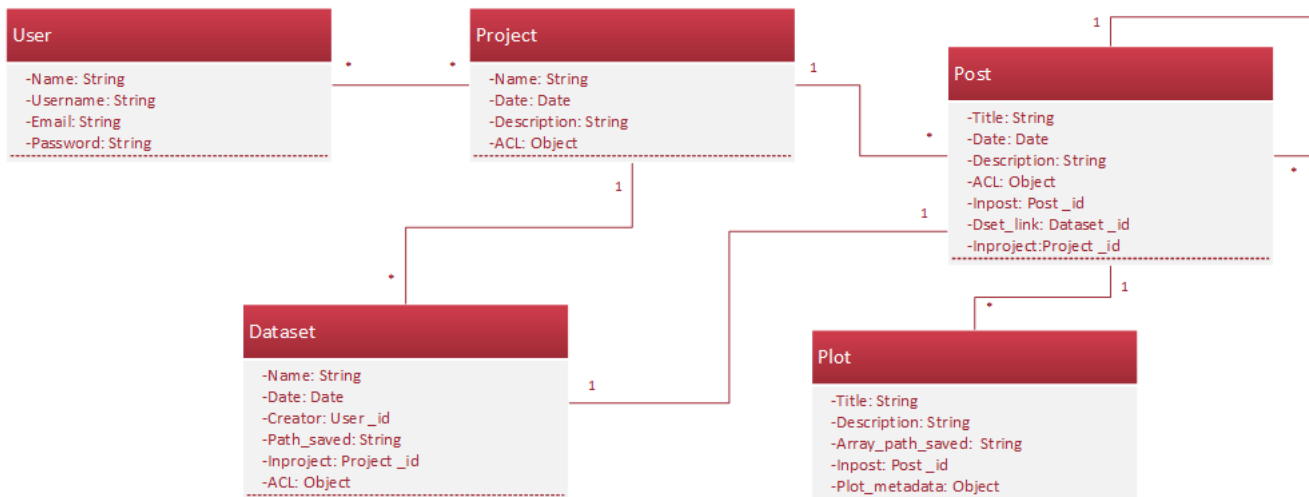 User
-Name: String
-Username: String
-Email: String
-Password: String
*
*
Project
-Name: String
-Date: Date
-Description: String
-ACL: Object
1
*
1
*
1
Post
-Title: String
-Date: Date
-Description: String
-ACL: Object
-Inpost: Post _id
-Dset_link: Dataset _id
-Inproject:Project _id
*
1
1
1
*
Dataset
-Name: String
-Date: Date
-Creator: User _id
-Path_saved: String
-Inproject: Project _id
-ACL: Object
Plot
-Title: String
-Description: String
-Array_path_saved: String
-Inpost: Post _id
-Plot_metadata: Object